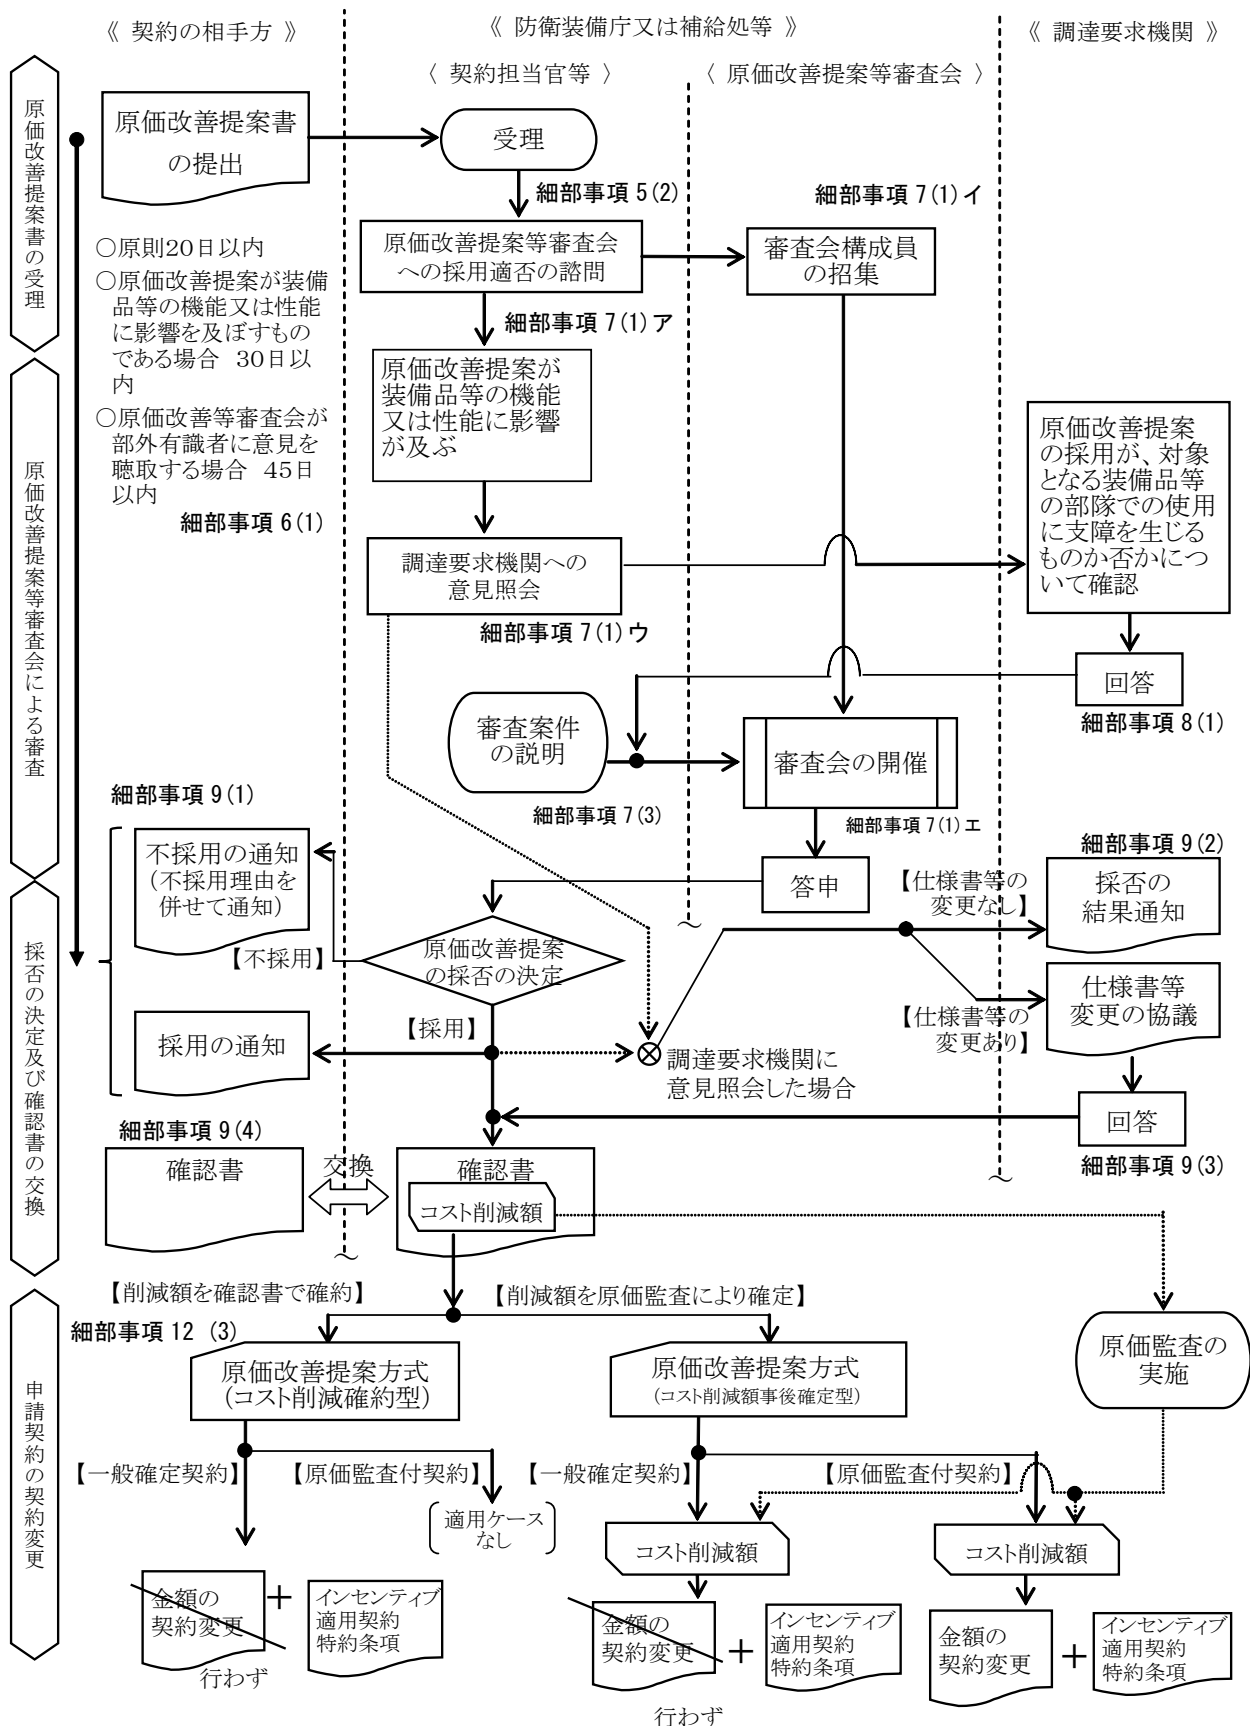 《 契約の相手方 》
《 防衛装備庁又は補給処等 》
《 調達要求機関 》
〈 契約担当官等 〉
〈 原価改善提案等審査会 〉
原価改善提案書の受理
原価改善提案書
の提出
受理
細部事項 5(2)
細部事項 7(1)イ
○原則20日以内
○原価改善提案が装備
品等の機能又は性能
に影響を及ぼすもの
である場合　30日以
内
○原価改善等審査会が
部外有識者に意見を
聴取する場合　45日
以内
細部事項 6(1)
原価改善提案等審査会
への採用適否の諮問
審査会構成員
の招集
細部事項 7(1)ア
原価改善提案等審査会による審査
原価改善提案が
装備品等の機能
又は性能に影響
が及ぶ
原価改善提案
の採用が、対象
となる装備品等
の部隊での使用
に支障を生じる
ものか否かにつ
いて確認
調達要求機関への
意見照会
細部事項 7(1)ウ
回答
細部事項 8(1)
審査案件
の説明
審査会の開催
細部事項 7(3)
細部事項 7(1)エ
細部事項 9(1)
細部事項 9(2)
不採用の通知
(不採用理由を
併せて通知)
答申
【仕様書等の
変更なし】
採否の
結果通知
採否の決定及び確認書の交換
【不採用】
原価改善提案
の採否の決定
【採用】
採用の通知
【仕様書等の
変更あり】
仕様書等
変更の協議
調達要求機関に
意見照会した場合
回答
細部事項 9(3)
細部事項 9(4)
確認書
交換
確認書
コスト削減額
【削減額を確認書で確約】
【削減額を原価監査により確定】
細部事項 12 (3)
申請契約の契約変更
原価改善提案方式
(コスト削減確約型)
原価改善提案方式
(コスト削減額事後確定型)
原価監査の
実施
【一般確定契約】
【原価監査付契約】
【一般確定契約】
【原価監査付契約】
適用ケース
なし
コスト削減額
コスト削減額
金額の
契約変更
+
インセンティブ
適用契約
特約条項
行わず
金額の
契約変更
+
インセンティブ
適用契約
特約条項
行わず
金額の
契約変更
+
インセンティブ
適用契約
特約条項